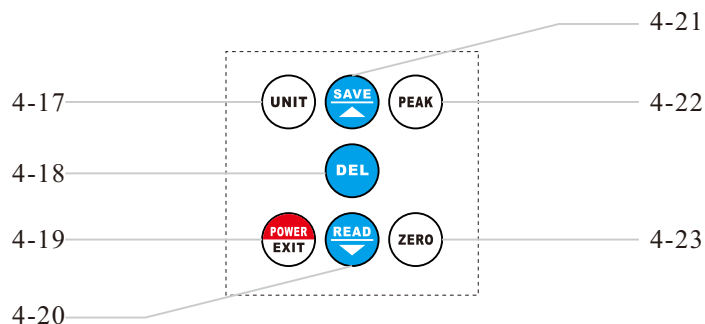 4-21
4-17 UNIT SAVE PEAK 4-22
4-18 DEL
4-19 POWER EXIT READ ZERO 4-23
4-20